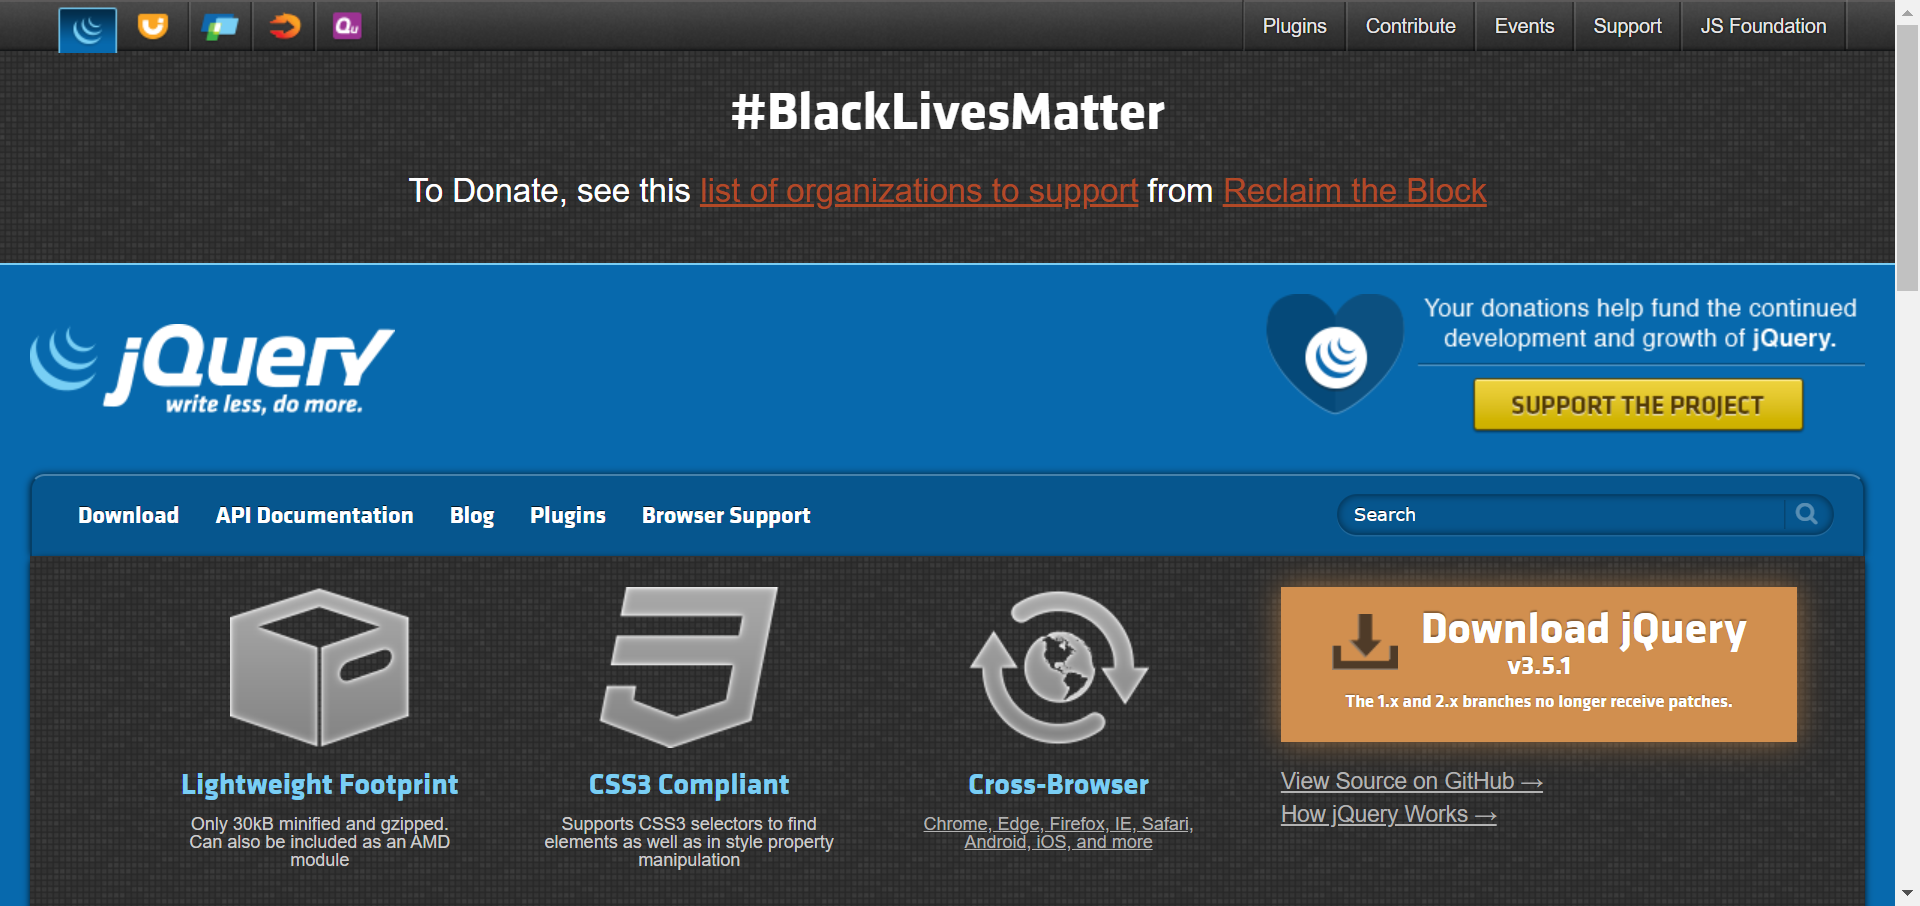 Qu
Plugins
Contribute
Events
Support
JS Foundation
#BlackLivesMatter
To Donate, see this list of organizations to support from Reclaim the Block
jQuery
write less, do more.
Your donations help fund the continued
development and growth of jQuery.
SUPPORT THE PROJECT
Download
API Documentation
Blog
Plugins
Browser Support
Search
Lightweight Footprint
Only 30kB minified and gzipped.
Can also be included as an AMD
module
CSS3 Compliant
Supports CSS3 selectors to find
elements as well as in style property
manipulation
Cross-Browser
Chrome, Edge, Firefox, IE, Safari,
Android, iOS, and more
Download jQuery
v3.5.1
The 1.x and 2.x branches no longer receive patches.
View Source on GitHub →
How jQuery Works →